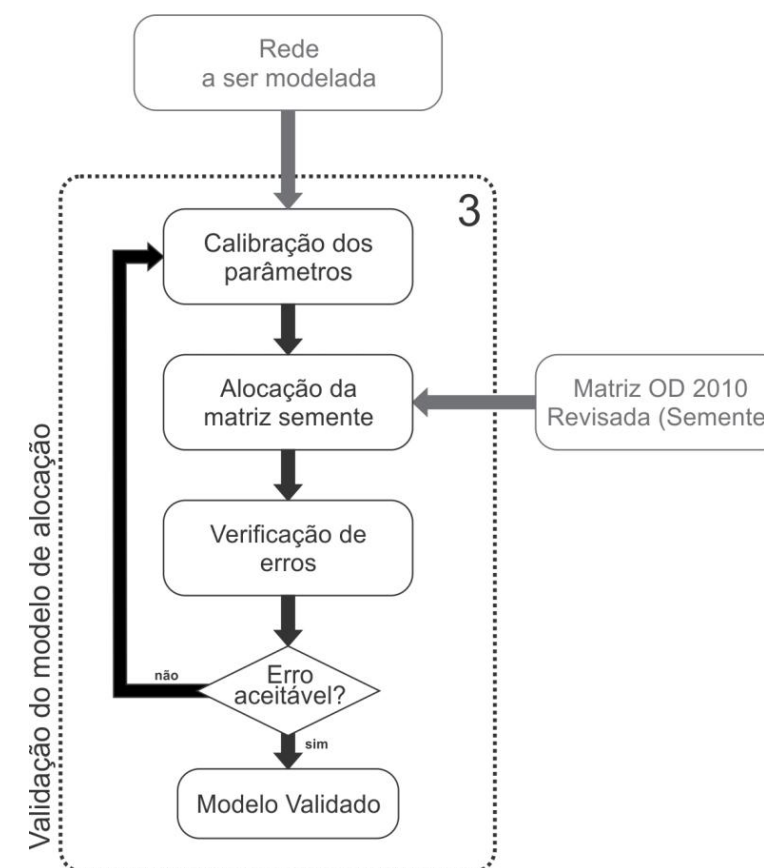 Rede
a ser modelada
3
Calibração dos
parâmetros
Alocação da
matriz semente
Matriz OD 2010
Revisada (Semente
Verificação de
erros
Erro
aceitável?
não
sim
Modelo Validado
Validação do modelo de alocação